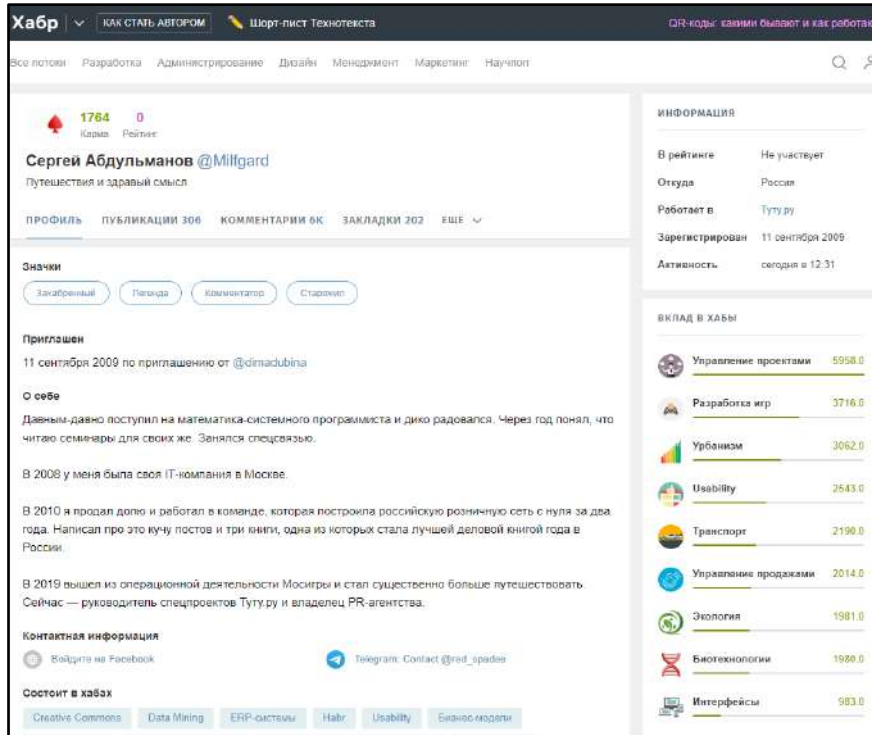 Хабр КАК СТАТЬ АВТОРОМ Шорт-лист Технотекста QR-коды: какими бывают и как работаю
Все потоки Разработка Администрирование Дизайн Менеджмент Маркетинг Научпоп
1764 0
Карма Рейтинг
Сергей Абдульманов @Milfgard
Путешествия и здравый смысл
ПРОФИЛЬ ПУБЛИКАЦИИ 306 КОММЕНТАРИИ 6K ЗАКЛАДКИ 202 ЕЩЕ
Значки
Захабренный Легенда Комментатор Старожил
Приглашен
11 сентября 2009 по приглашению от @dimadubina
О себе
Давным-давно поступил на математика-системного программиста и дико радовался. Через год понял, что
читаю семинары для своих же. Занялся спецсвязью.
В 2008 у меня была своя IT-компания в Москве.
В 2010 я продал долю и работал в команде, которая построила российскую розничную сеть с нуля за два
года. Написал про это кучу постов и три книги, одна из которых стала лучшей деловой книгой года в
России.
В 2019 вышел из операционной деятельности Мосигры и стал существенно больше путешествовать.
Сейчас — руководитель спецпроектов Туту.ру и владелец PR-агентства.
Контактная информация
Войдите на Facebook Telegram: Contact @red_spades
Состоит в хабах
Creative Commons Data Mining ERP-системы Habr Usability Бизнес-модели
ИНФОРМАЦИЯ
В рейтинге Не участвует
Откуда Россия
Работает в Туту.ру
Зарегистрирован 11 сентября 2009
Активность сегодня в 12:31
ВКЛАД В ХАБЫ
Управление проектами 5958.0
Разработка игр 3716.0
Урбанизм 3062.0
Usability 2543.0
Транспорт 2190.0
Управление продажами 2014.0
Экология 1981.0
Биотехнологии 1980.0
Интерфейсы 983.0